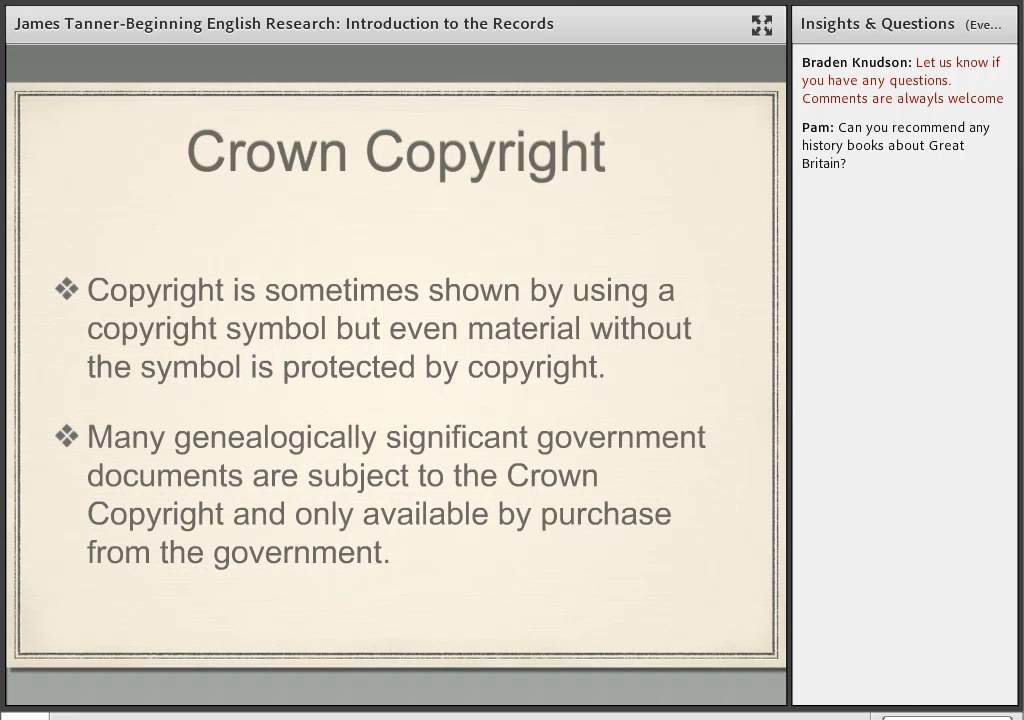 James Tanner-Beginning English Research: Introduction to the Records
Crown Copyright
❖ Copyright is sometimes shown by using a
copyright symbol but even material without
the symbol is protected by copyright.
❖ Many genealogically significant government
documents are subject to the Crown
Copyright and only available by purchase
from the government.
Insights & Questions (Eve...
Braden Knudson: Let us know if
you have any questions.
Comments are alwayls welcome
Pam: Can you recommend any
history books about Great
Britain?